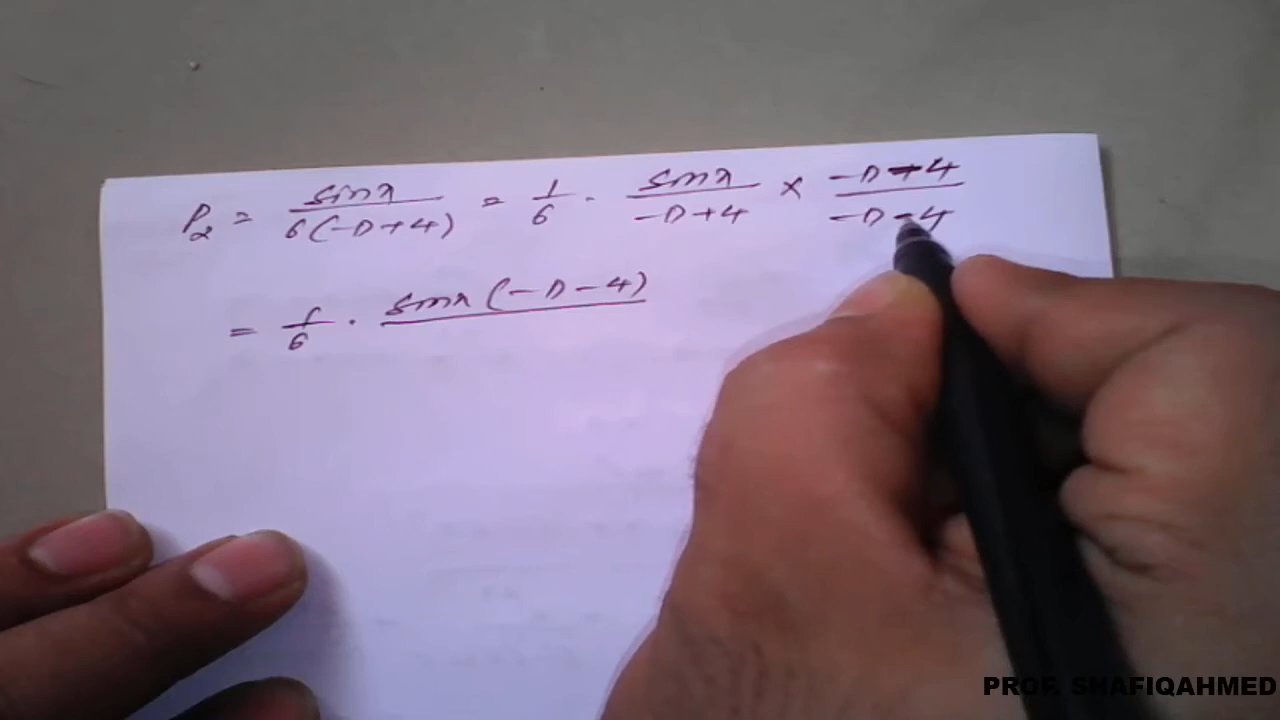 P₂ = sinx / 6(-D+4) = 1/6 · sinx / -D+4 × -D-4 / -D-4
= 1/6 · sinx (-D-4)
PROF. SHAFIQAHMED